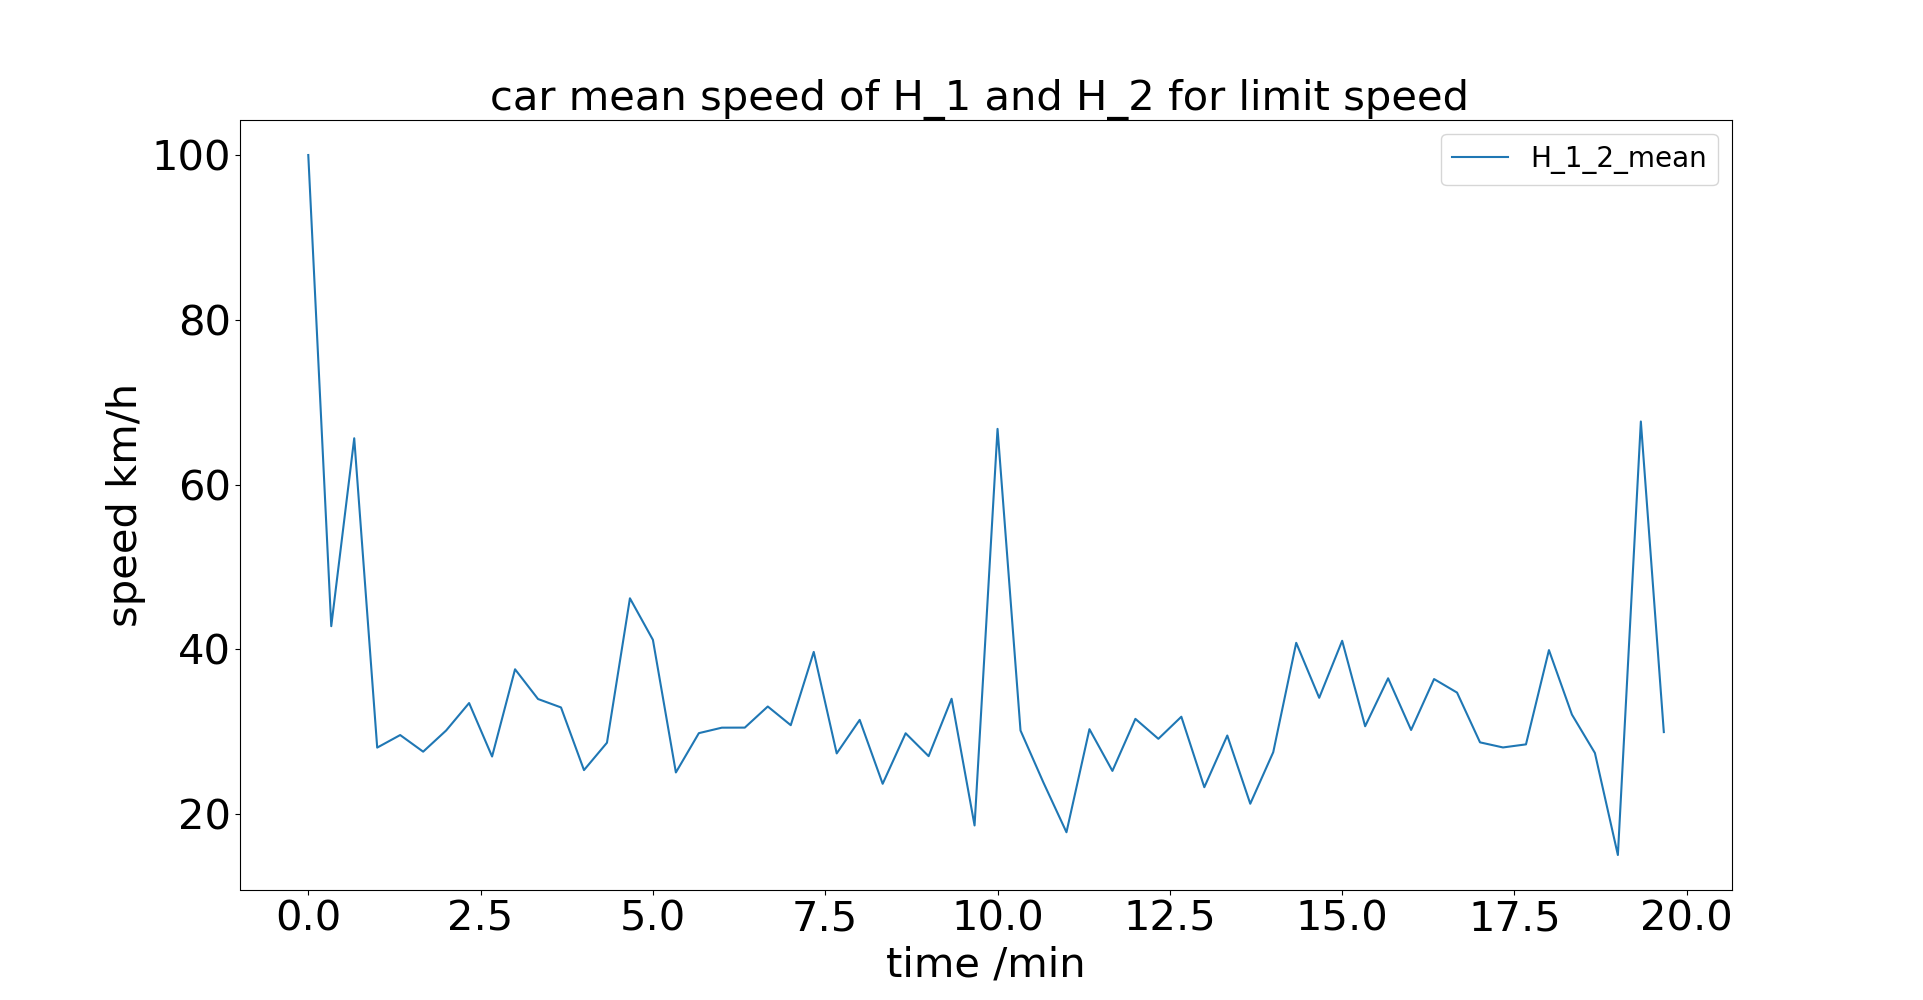 car mean speed of H_1 and H_2 for limit speed
H_1_2_mean
speed km/h
100
80
60
40
20
0.0 2.5 5.0 7.5 10.0 12.5 15.0 17.5 20.0
time /min